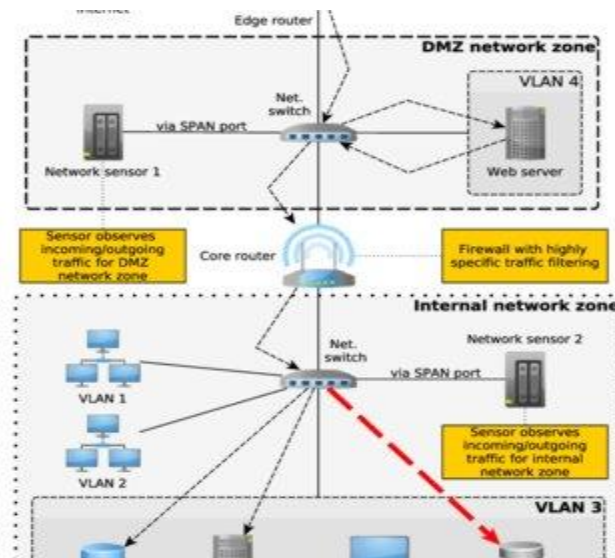 Internet
Edge router
DMZ network zone
VLAN 4
Net.
switch
via SPAN port
Network sensor 1
Web server
Sensor observes
incoming/outgoing
traffic for DMZ
network zone
Core router
Firewall with highly
specific traffic filtering
Internal network zone
Net.
switch
Network sensor 2
via SPAN port
VLAN 1
VLAN 2
Sensor observes
incoming/outgoing
traffic for internal
network zone
VLAN 3